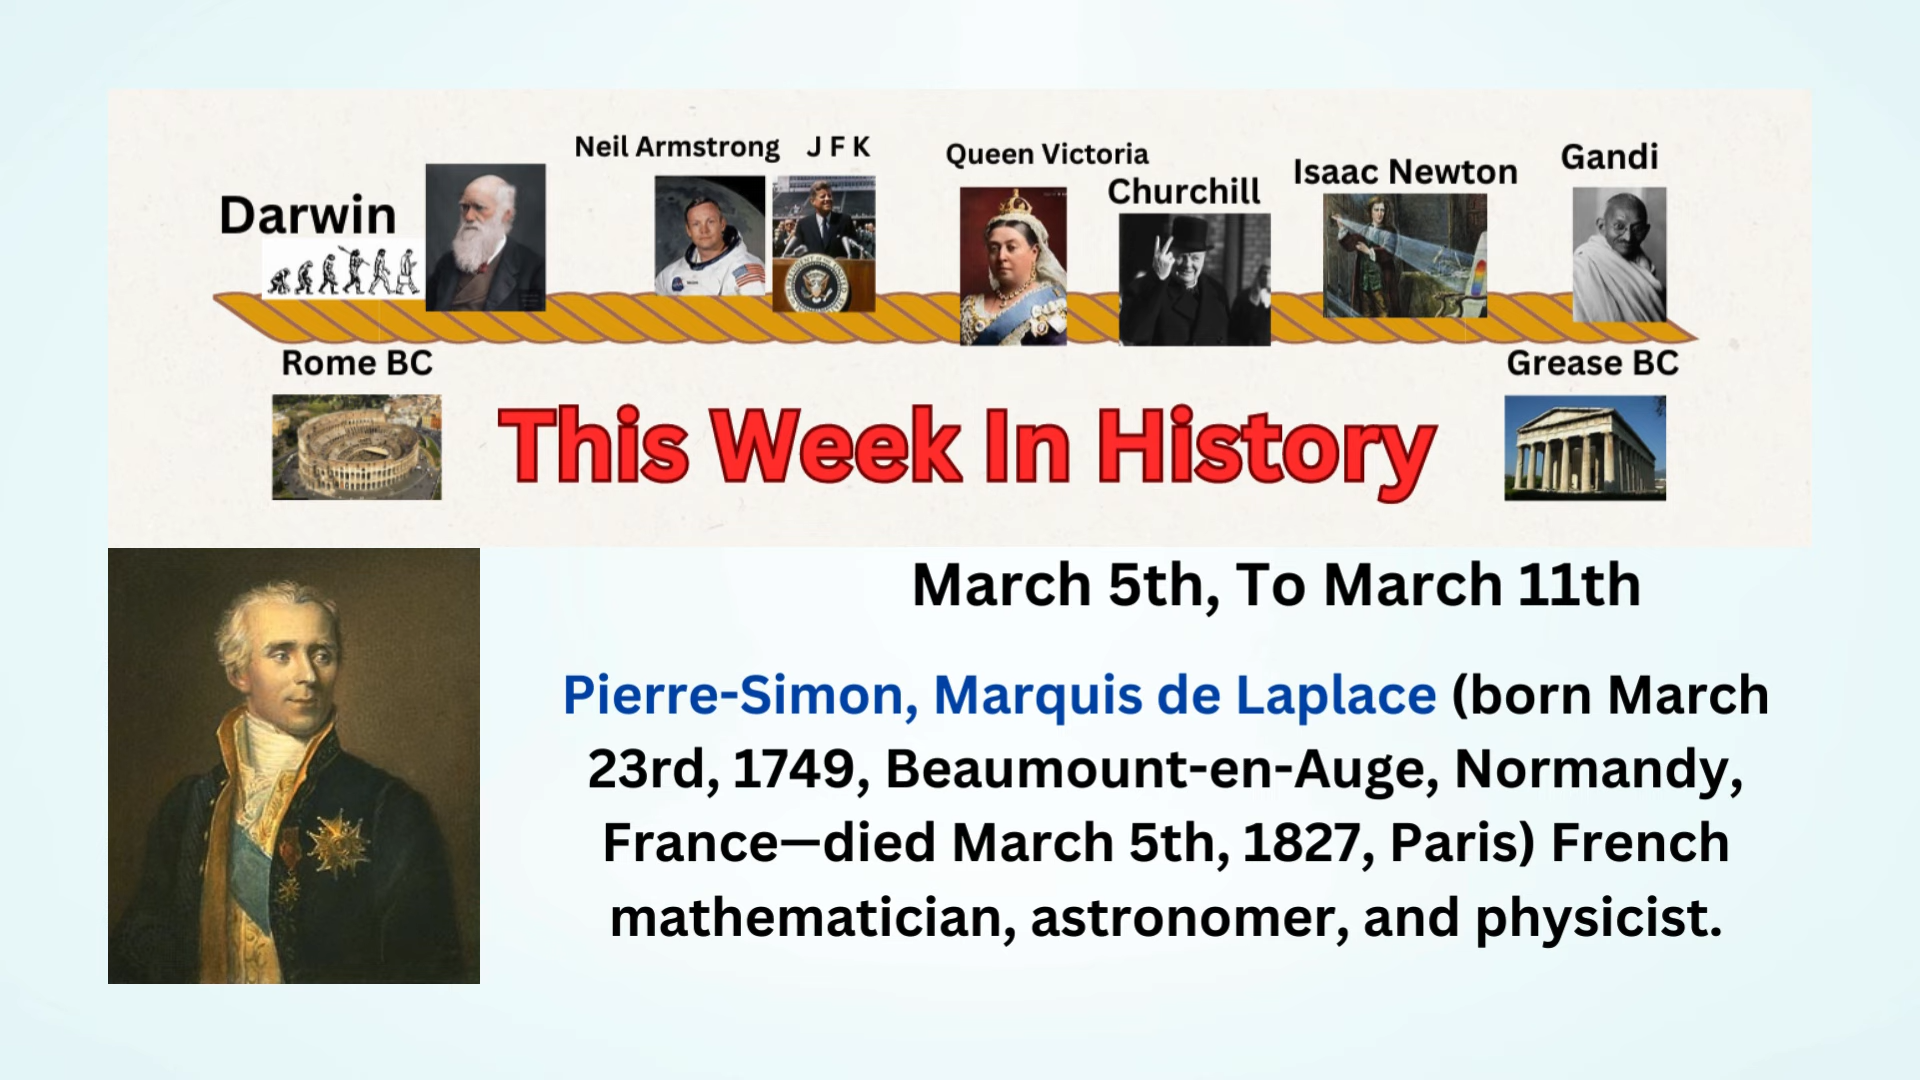 Neil Armstrong J F K
Queen Victoria
Gandi
Isaac Newton
Churchill
Darwin
Rome BC
Grease BC
This Week In History
March 5th, To March 11th
Pierre-Simon, Marquis de Laplace (born March
23rd, 1749, Beaumount-en-Auge, Normandy,
France—died March 5th, 1827, Paris) French
mathematician, astronomer, and physicist.